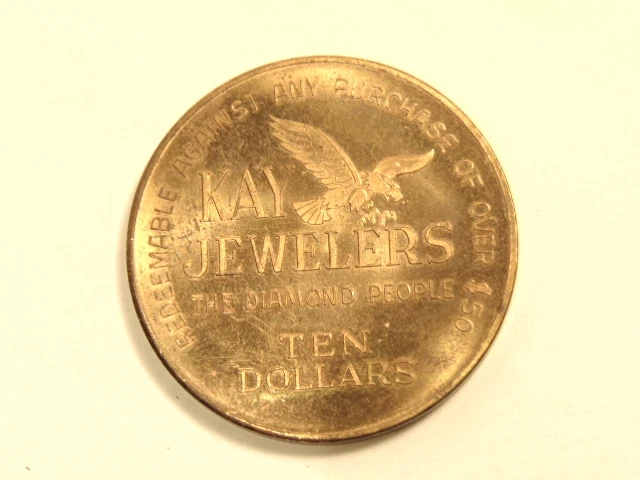 REDEEMABLE AGAINST ANY PURCHASE OF OVER $50.
KAY
JEWELERS
THE DIAMOND PEOPLE
TEN
DOLLARS